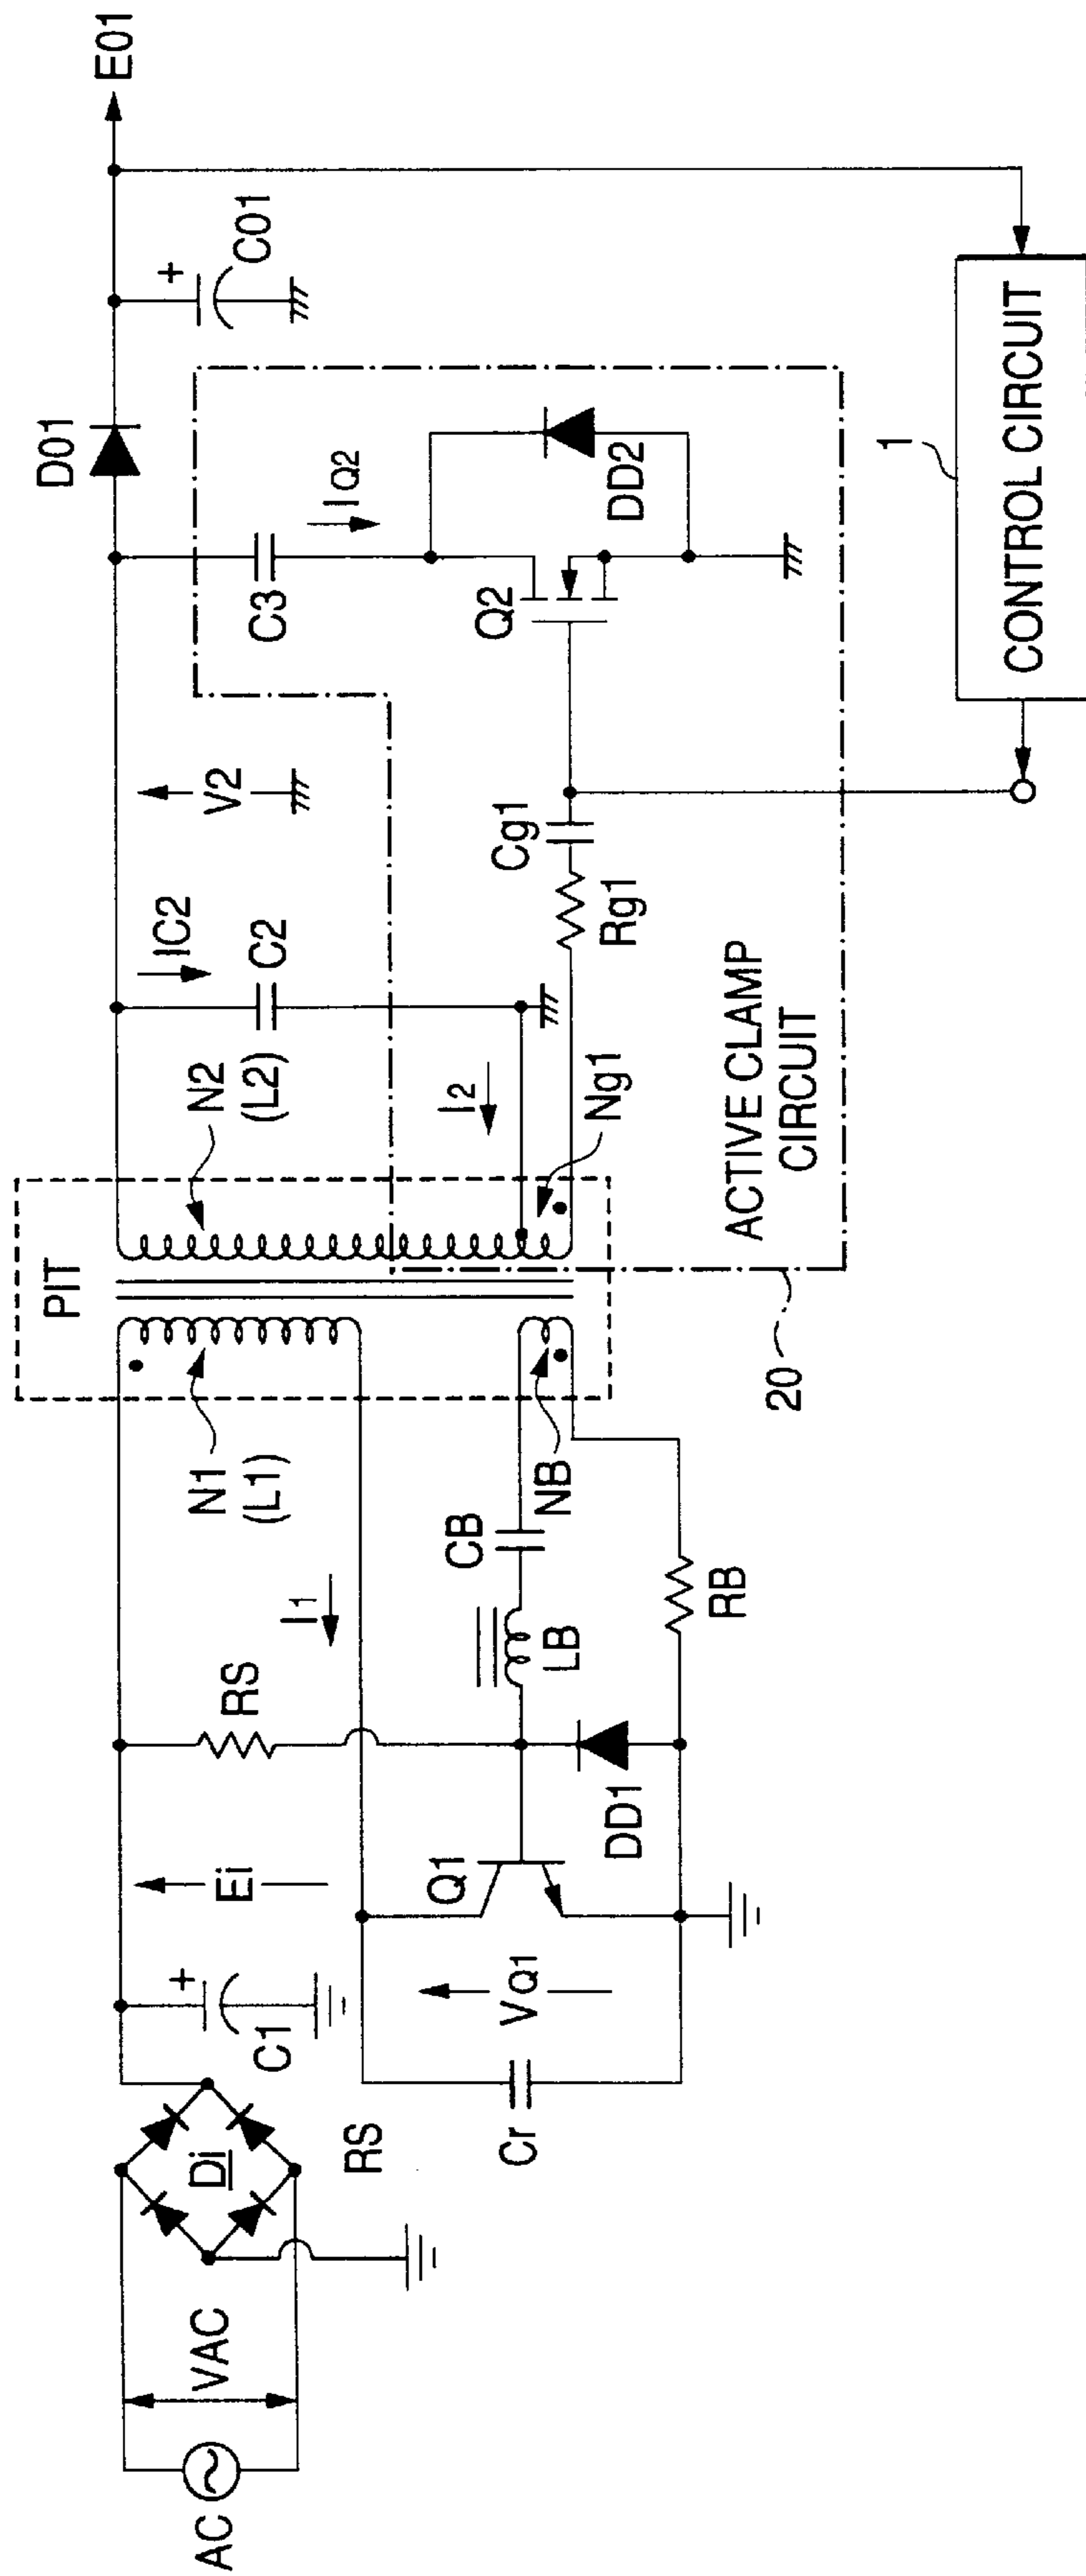 AC
VAC
Di
RS
C1
+
Ei
Cr
VQ1
Q1
DD1
RS
I1
LB
CB
RB
N1
(L1)
NB
PIT
N2
(L2)
I2
Ng1
IC2
C2
V2
Rg1
Cg1
20
ACTIVE CLAMP
CIRCUIT
C3
IQ2
Q2
DD2
D01
+
C01
E01
1
CONTROL CIRCUIT